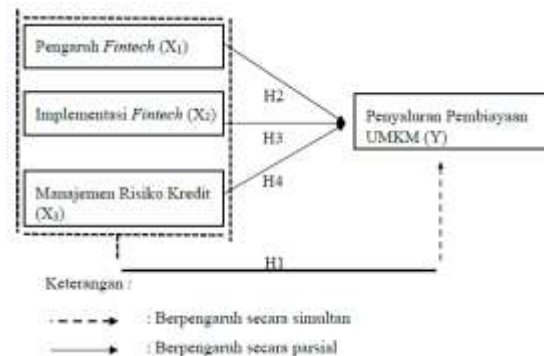 Pengaruh Fintech (X1)
H2
Implementasi Fintech (X2)
H3
Penyaluran Pembiayaan
UMKM (Y)
H4
Manajemen Risiko Kredit
(X3)
H1
Keterangan :
: Berpengaruh secara simultan
: Berpengaruh secara parsial